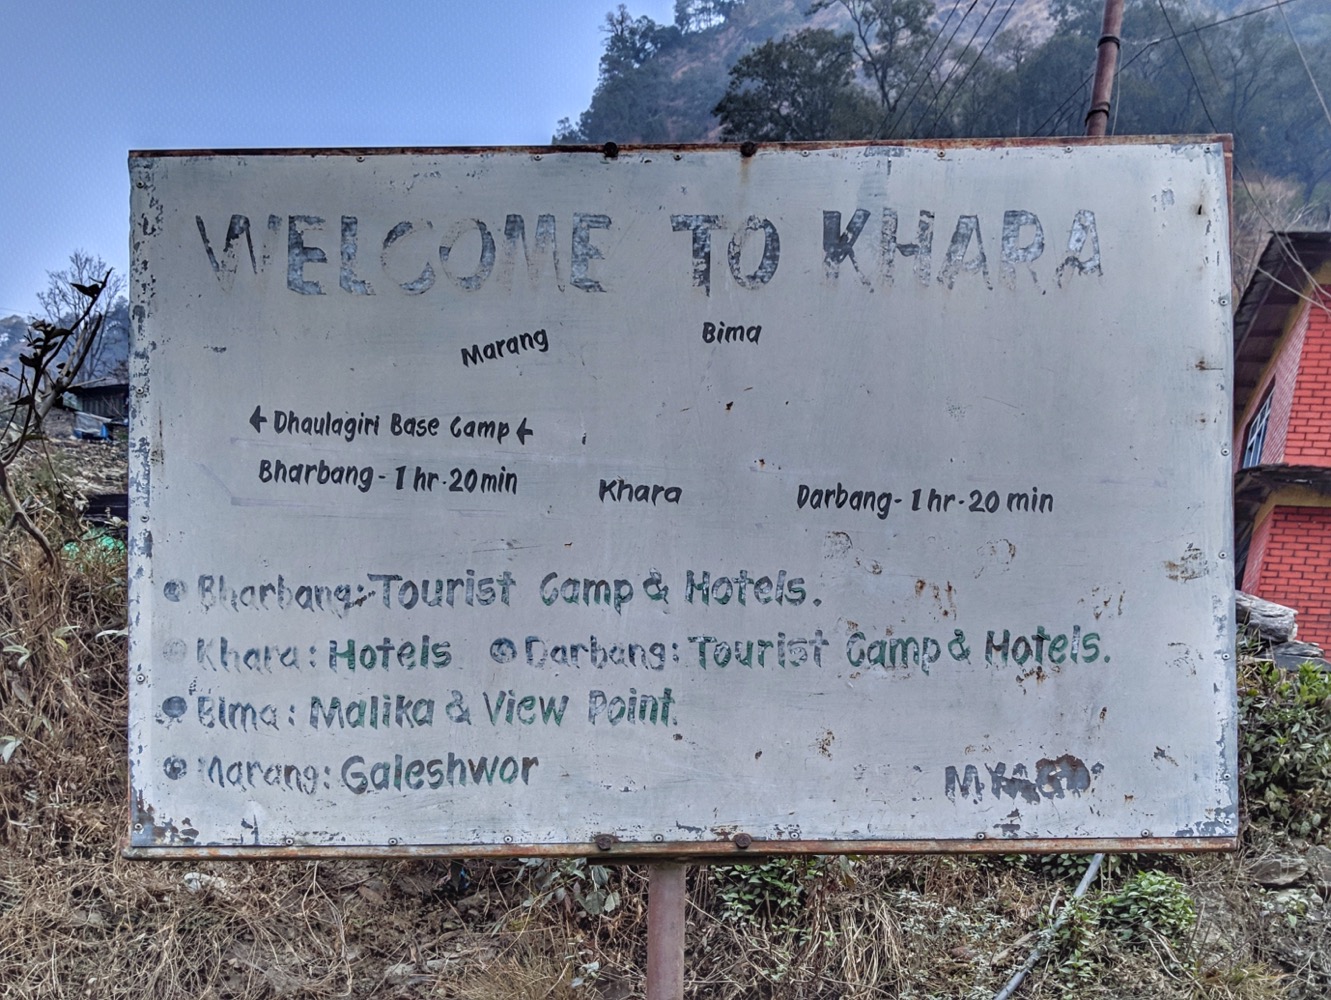 WELCOME TO KHARA
Marang Bima
← Dhaulagiri Base Camp ←
Bharbang - 1 hr. 20 min Khara Darbang - 1 hr. 20 min
Bharbang: Tourist Camp & Hotels.
Khara: Hotels Darbang: Tourist Camp & Hotels.
Bima: Malika & View Point.
Marang: Galeshwor